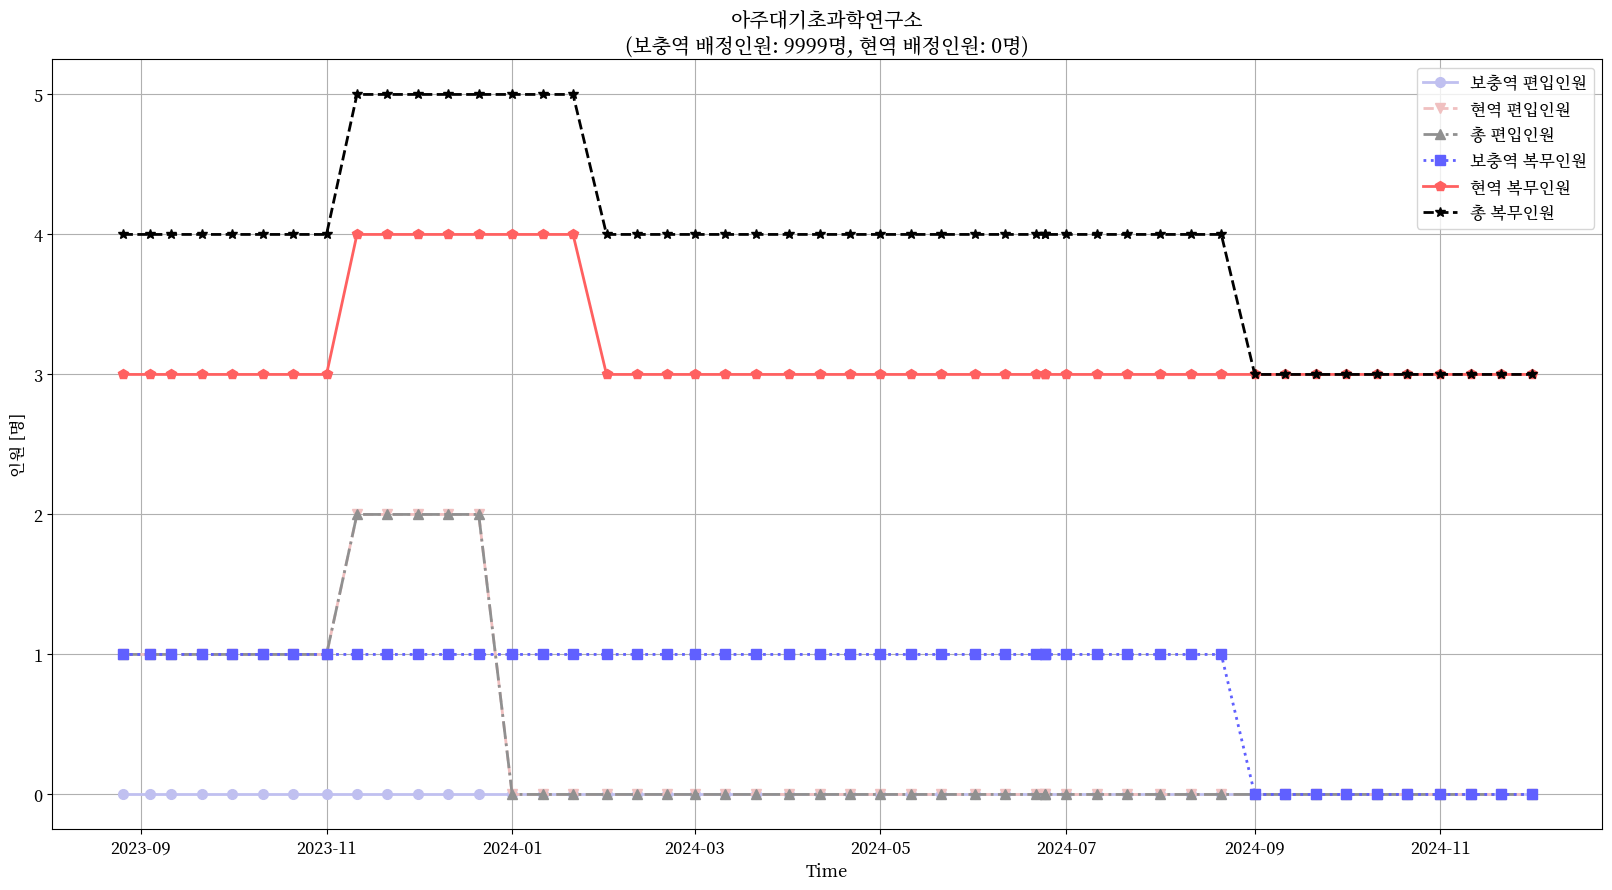 아주대기초과학연구소
(보충역 배정인원: 9999명, 현역 배정인원: 0명)
보충역 편입인원
현역 편입인원
총 편입인원
보충역 복무인원
현역 복무인원
총 복무인원
인원 [명]
5
4
3
2
1
0
2023-09
2023-11
2024-01
2024-03
2024-05
2024-07
2024-09
2024-11
Time